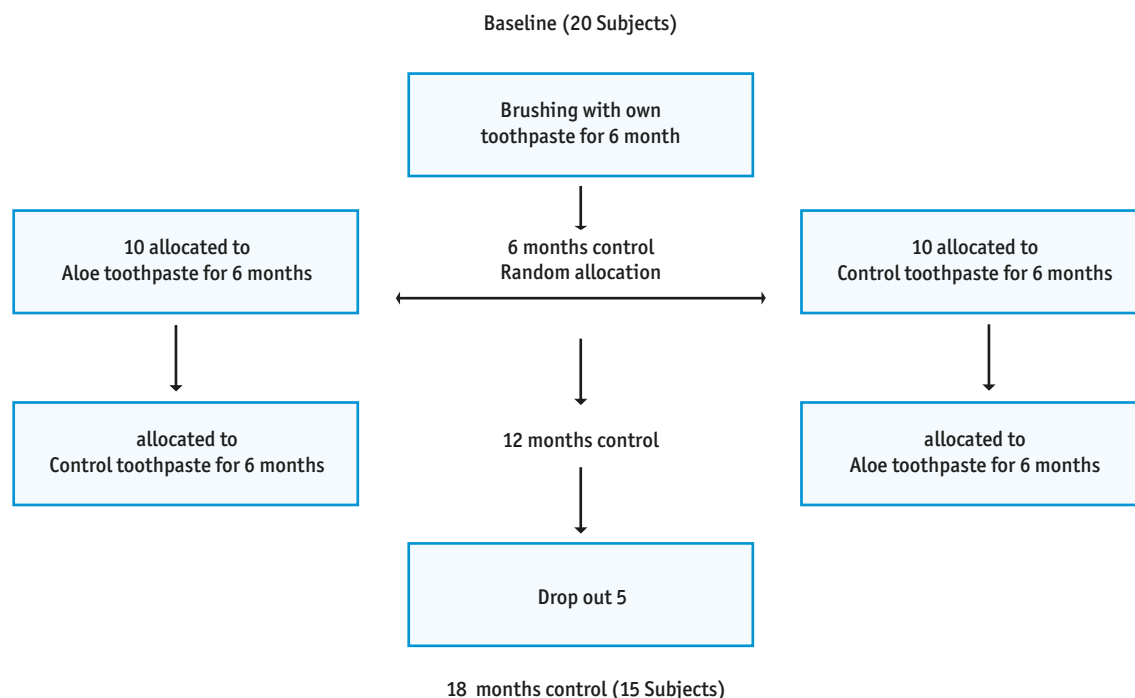 Baseline (20 Subjects)
Brushing with own
toothpaste for 6 month
10 allocated to
Aloe toothpaste for 6 months
6 months control
Random allocation
10 allocated to
Control toothpaste for 6 months
allocated to
Control toothpaste for 6 months
12 months control
allocated to
Aloe toothpaste for 6 months
Drop out 5
18 months control (15 Subjects)